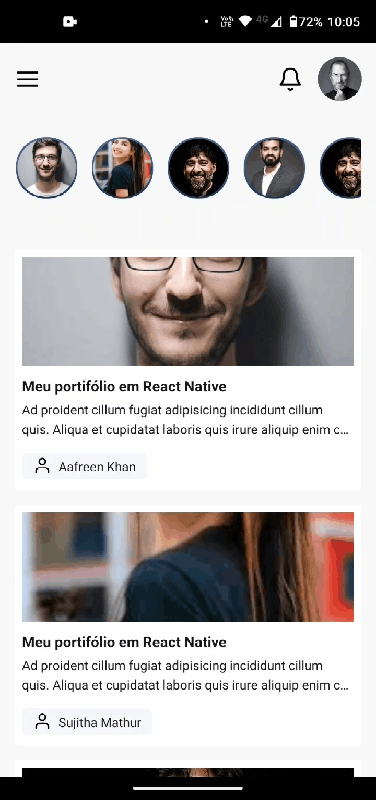 Vo)) 4G 72% 10:05
LTE
Meu portifólio em React Native
Ad proident cillum fugiat adipisicing incididunt cillum
quis. Aliqua et cupidatat laboris quis irure aliquip enim c...
Aafreen Khan
Meu portifólio em React Native
Ad proident cillum fugiat adipisicing incididunt cillum
quis. Aliqua et cupidatat laboris quis irure aliquip enim c...
Sujitha Mathur